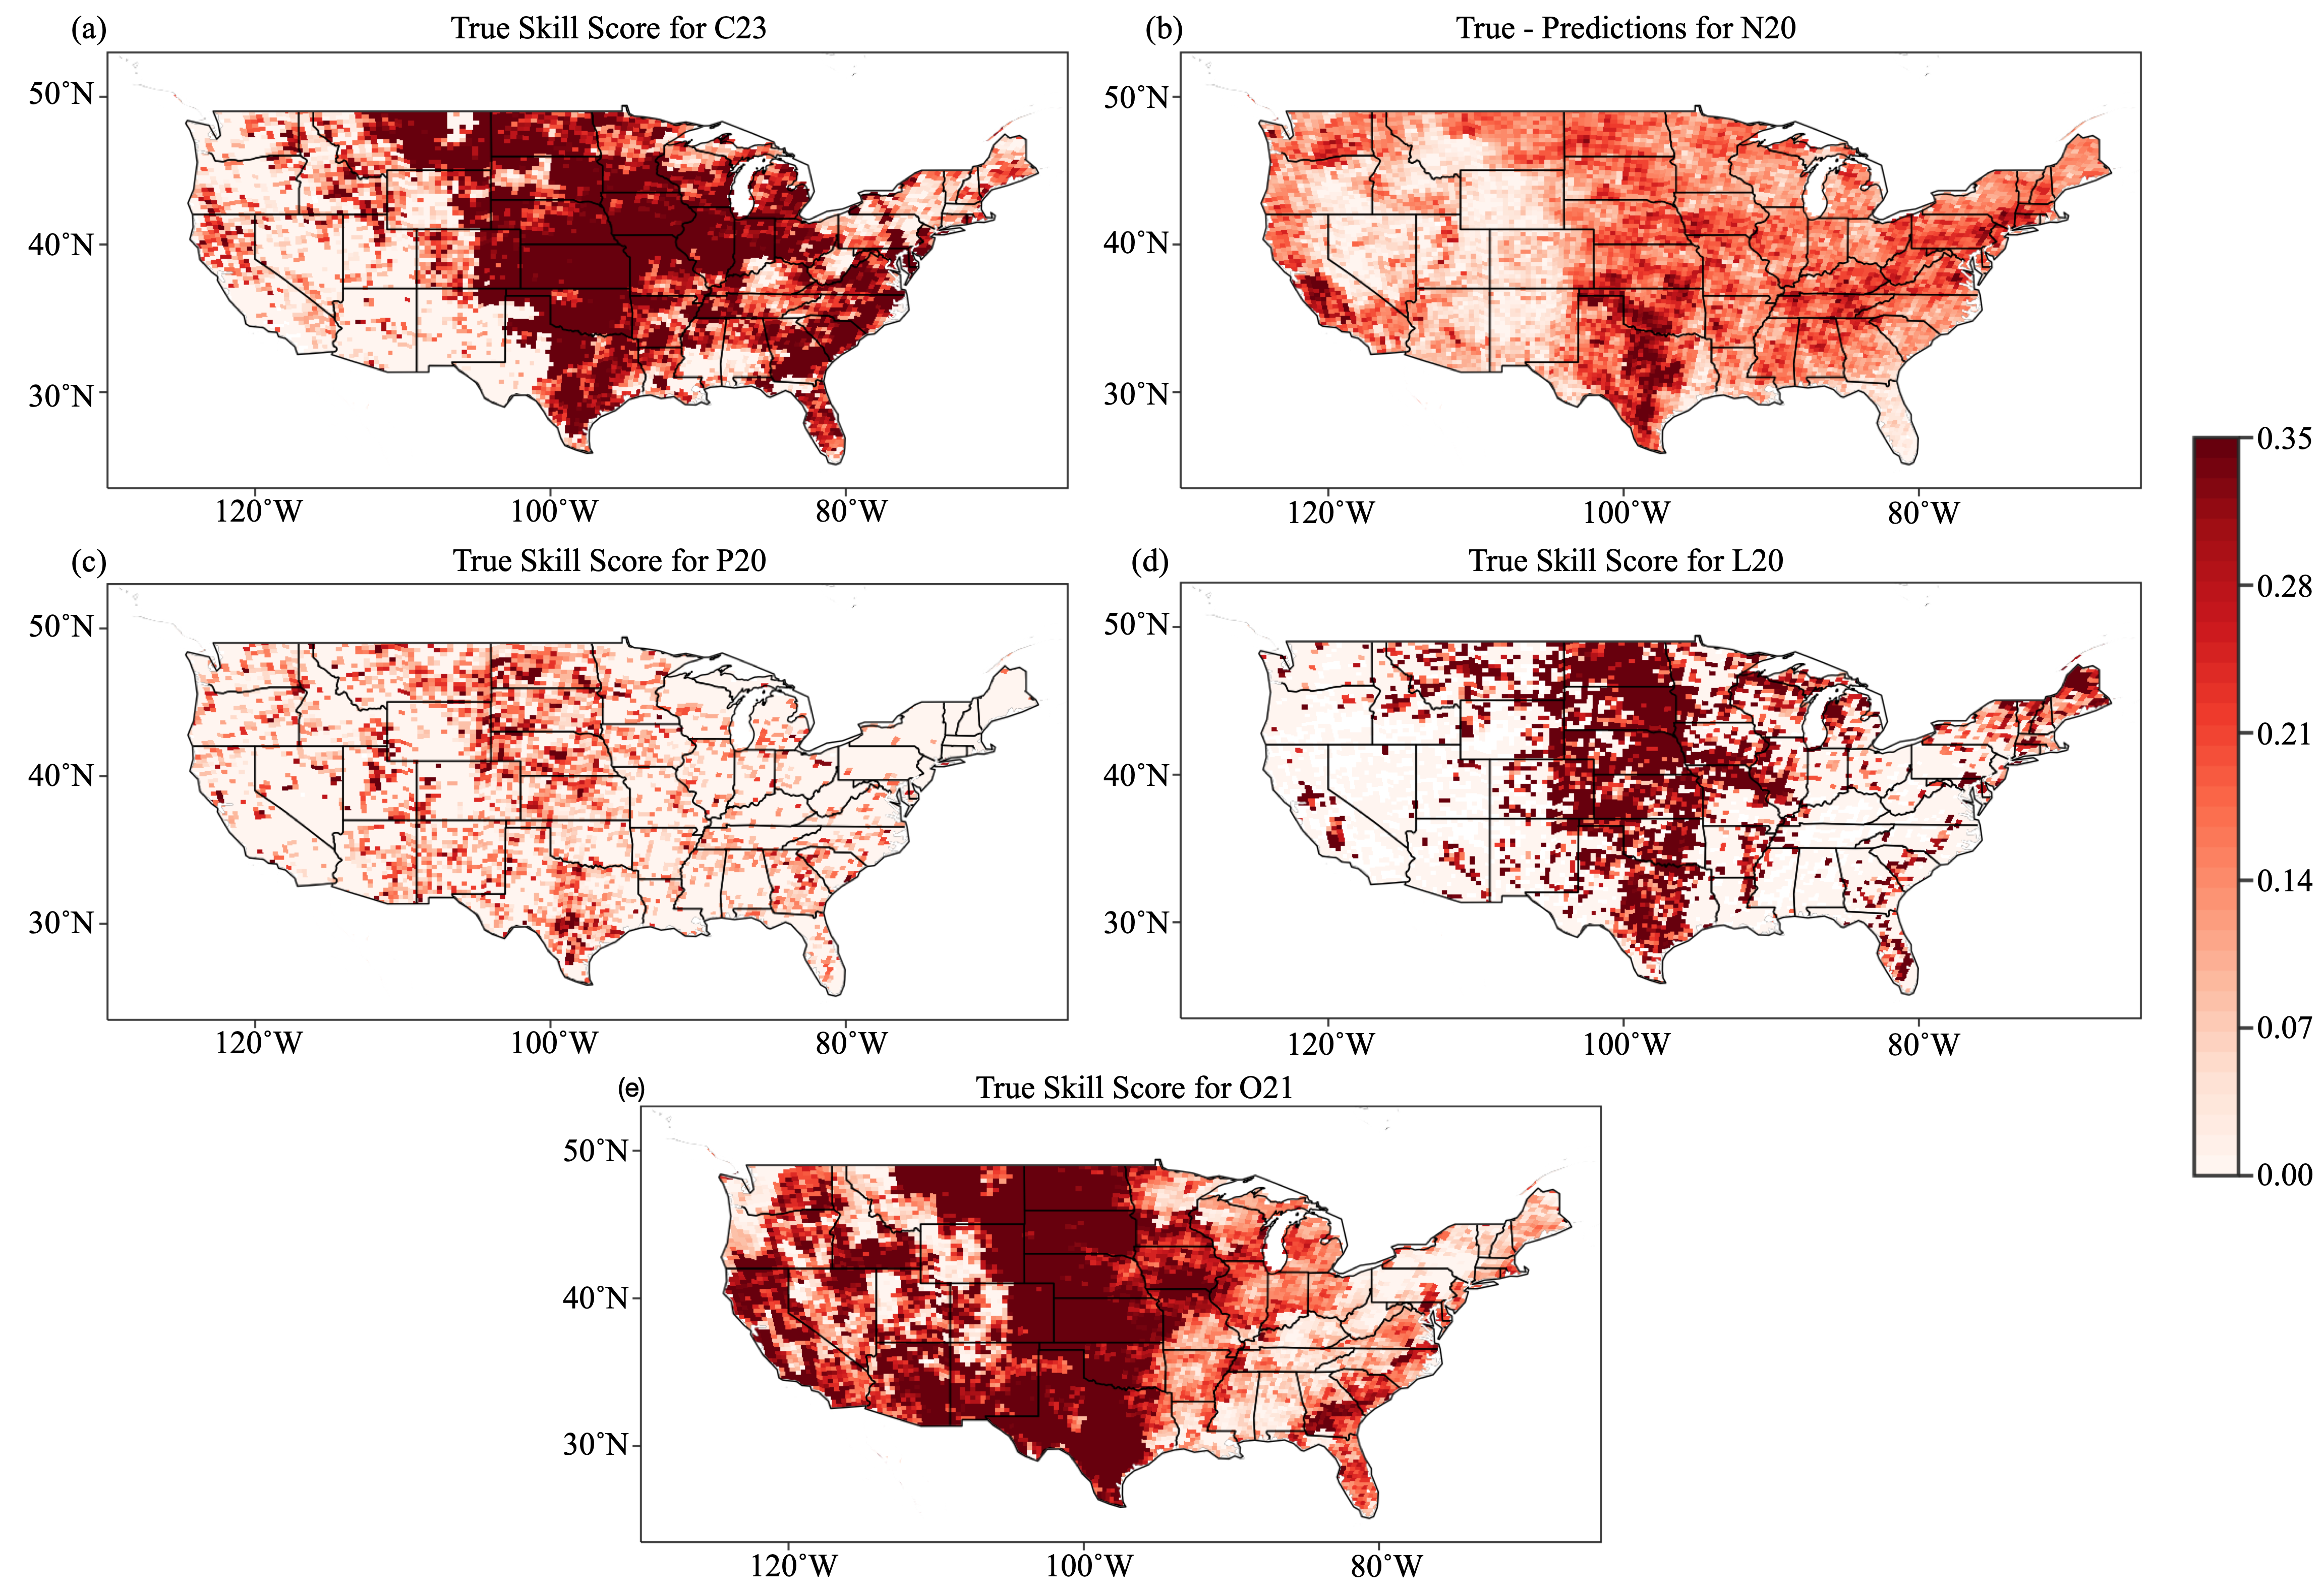 (a) True Skill Score for C23
50°N
40°N
30°N
120°W 100°W 80°W
(b) True - Predictions for N20
50°N
40°N
30°N
120°W 100°W 80°W
(c) True Skill Score for P20
50°N
40°N
30°N
120°W 100°W 80°W
(d) True Skill Score for L20
50°N
40°N
30°N
120°W 100°W 80°W
(e) True Skill Score for O21
50°N
40°N
30°N
120°W 100°W 80°W
0.35
0.28
0.21
0.14
0.07
0.00